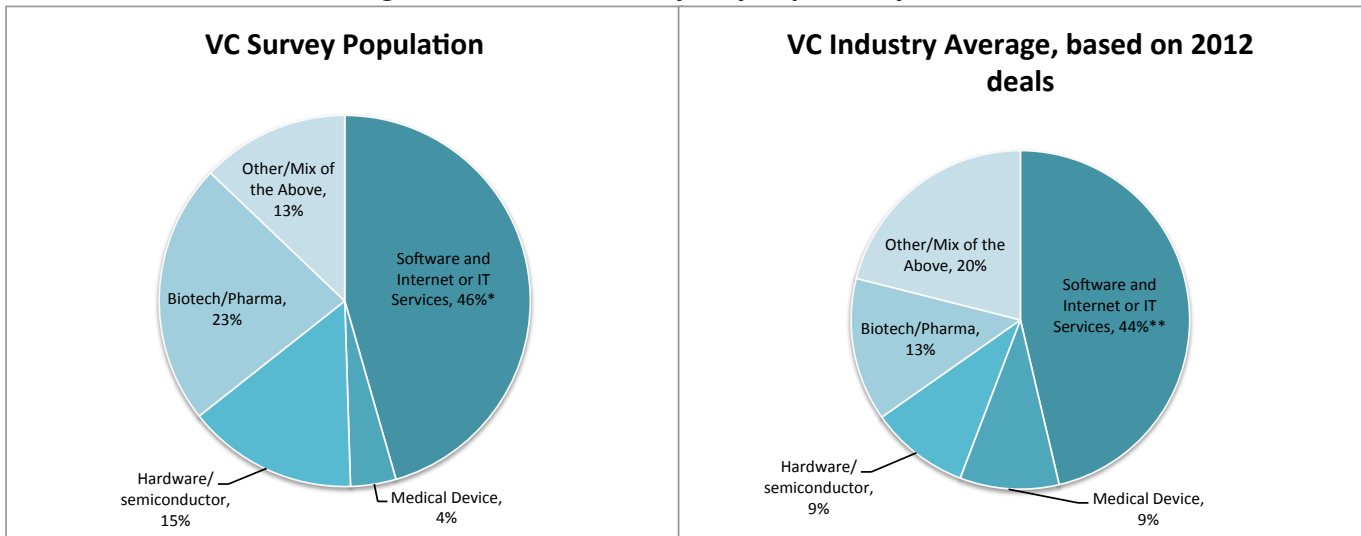 VC Survey Population
Other/Mix of
the Above,
13%
Software and
Internet or IT
Services, 46%*
Biotech/Pharma,
23%
Hardware/
semiconductor,
15%
Medical Device,
4%
VC Industry Average, based on 2012
deals
Other/Mix of the
Above, 20%
Software and
Internet or IT
Services, 44%**
Biotech/Pharma,
13%
Hardware/
semiconductor,
9%
Medical Device,
9%